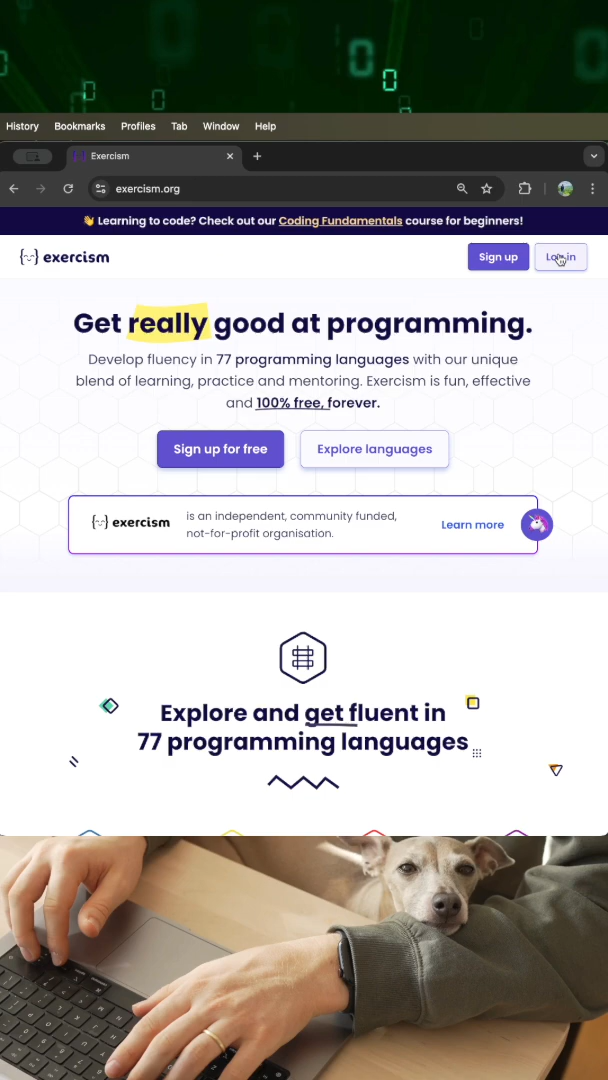 History Bookmarks Profiles Tab Window Help
Exercism
exercism.org
👋 Learning to code? Check out our Coding Fundamentals course for beginners!
{~} exercism
Sign up
Log in
Get really good at programming.
Develop fluency in 77 programming languages with our unique
blend of learning, practice and mentoring. Exercism is fun, effective
and 100% free, forever.
Sign up for free
Explore languages
{~} exercism
is an independent, community funded,
not-for-profit organisation.
Learn more
Explore and get fluent in
77 programming languages